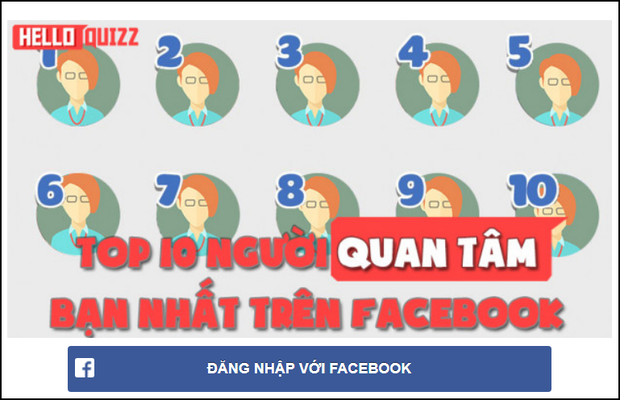 HELLO QUIZZ
1 2 3 4 5
6 7 8 9 10
TOP 10 NGƯỜI QUAN TÂM
BẠN NHẤT TRÊN FACEBOOK
f ĐĂNG NHẬP VỚI FACEBOOK